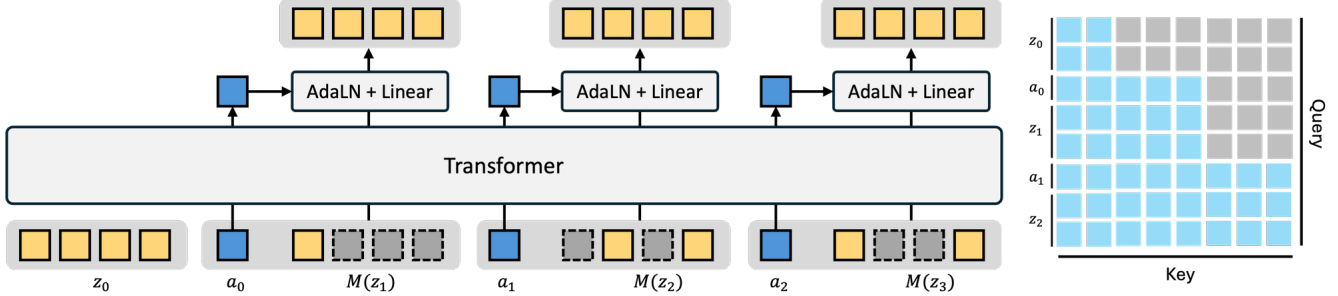 AdaLN + Linear
AdaLN + Linear
AdaLN + Linear
Transformer
z₀
a₀
M(z₁)
a₁
M(z₂)
a₂
M(z₃)
z₀
a₀
z₁
a₁
z₂
Query
Key